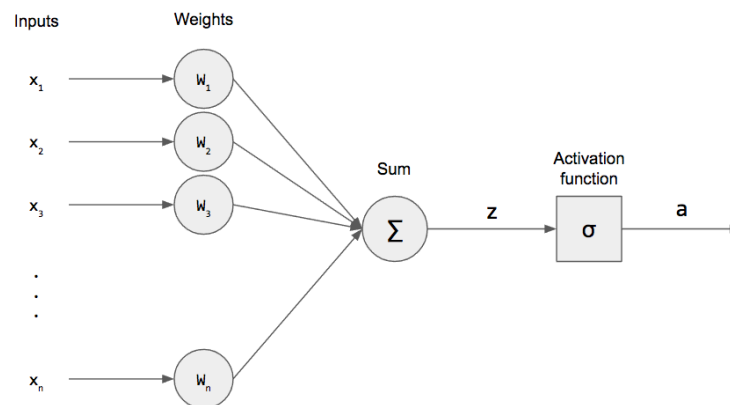 Inputs
Weights
x₁
W₁
x₂
W₂
Sum
Activation
function
x₃
W₃
Σ
z
σ
a
.
.
.
xₙ
Wₙ